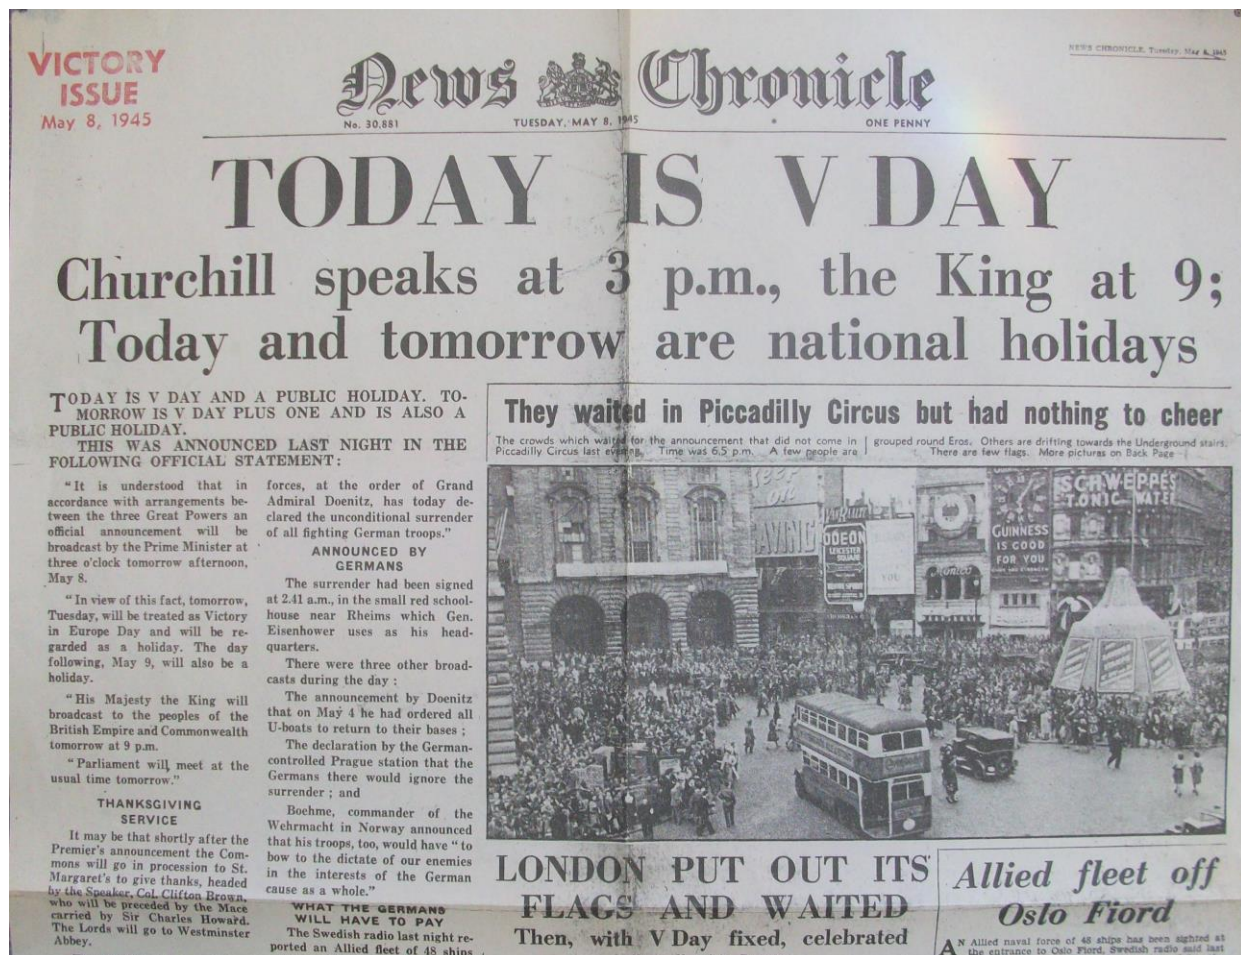 VICTORY
ISSUE
May 8, 1945
News Chronicle
NEWS CHRONICLE, Tuesday, May 8, 1945
No. 30,881
TUESDAY, MAY 8, 1945
ONE PENNY
TODAY IS V DAY
Churchill speaks at 3 p.m., the King at 9;
Today and tomorrow are national holidays
TODAY IS V DAY AND A PUBLIC HOLIDAY. TO-
MORROW IS V DAY PLUS ONE AND IS ALSO A
PUBLIC HOLIDAY.
THIS WAS ANNOUNCED LAST NIGHT IN THE
FOLLOWING OFFICIAL STATEMENT:
"It is understood that in
accordance with arrangements be-
tween the three Great Powers an
official announcement will be
broadcast by the Prime Minister at
three o'clock tomorrow afternoon,
May 8.
"In view of this fact, tomorrow,
Tuesday, will be treated as Victory
in Europe Day and will be re-
garded as a holiday. The day
following, May 9, will also be a
holiday.
"His Majesty the King will
broadcast to the peoples of the
British Empire and Commonwealth
tomorrow at 9 p.m.
"Parliament will meet at the
usual time tomorrow."
THANKSGIVING
SERVICE
It may be that shortly after the
Premier's announcement the Com-
mons will go in procession to St.
Margaret's to give thanks, headed
by the Speaker, Col. Clifton Brown,
who will be preceded by the Mace
carried by Sir Charles Howard.
The Lords will go to Westminster
Abbey.
forces, at the order of Grand
Admiral Doenitz, has today de-
clared the unconditional surrender
of all fighting German troops."
ANNOUNCED BY
GERMANS
The surrender had been signed
at 2.41 a.m., in the small red school-
house near Rheims which Gen.
Eisenhower uses as his head-
quarters.
There were three other broad-
casts during the day :
The announcement by Doenitz
that on May 4 he had ordered all
U-boats to return to their bases ;
The declaration by the German-
controlled Prague station that the
Germans there would ignore the
surrender ; and
Boehme, commander of the
Wehrmacht in Norway announced
that his troops, too, would have "to
bow to the dictate of our enemies
in the interests of the German
cause as a whole."
WHAT THE GERMANS
WILL HAVE TO PAY
The Swedish radio last night re-
ported an Allied fleet of 48 ships
They waited in Piccadilly Circus but had nothing to cheer
The crowds which waited for the announcement that did not come in
Piccadilly Circus last evening. Time was 6.5 p.m. A few people are
grouped round Eros. Others are drifting towards the Underground stairs.
There are few flags. More pictures on Back Page
SAVING
ODEON
LEICESTER
SQUARE
YOU
GUINNESS
IS GOOD
FOR YOU
SCHWEPPES
TONIC WATER
LONDON PUT OUT ITS
FLAGS AND WAITED
Then, with V Day fixed, celebrated
Allied fleet off
Oslo Fiord
AN Allied naval force of 48 ships has been sighted at
the entrance to Oslo Fiord, Swedish radio said last